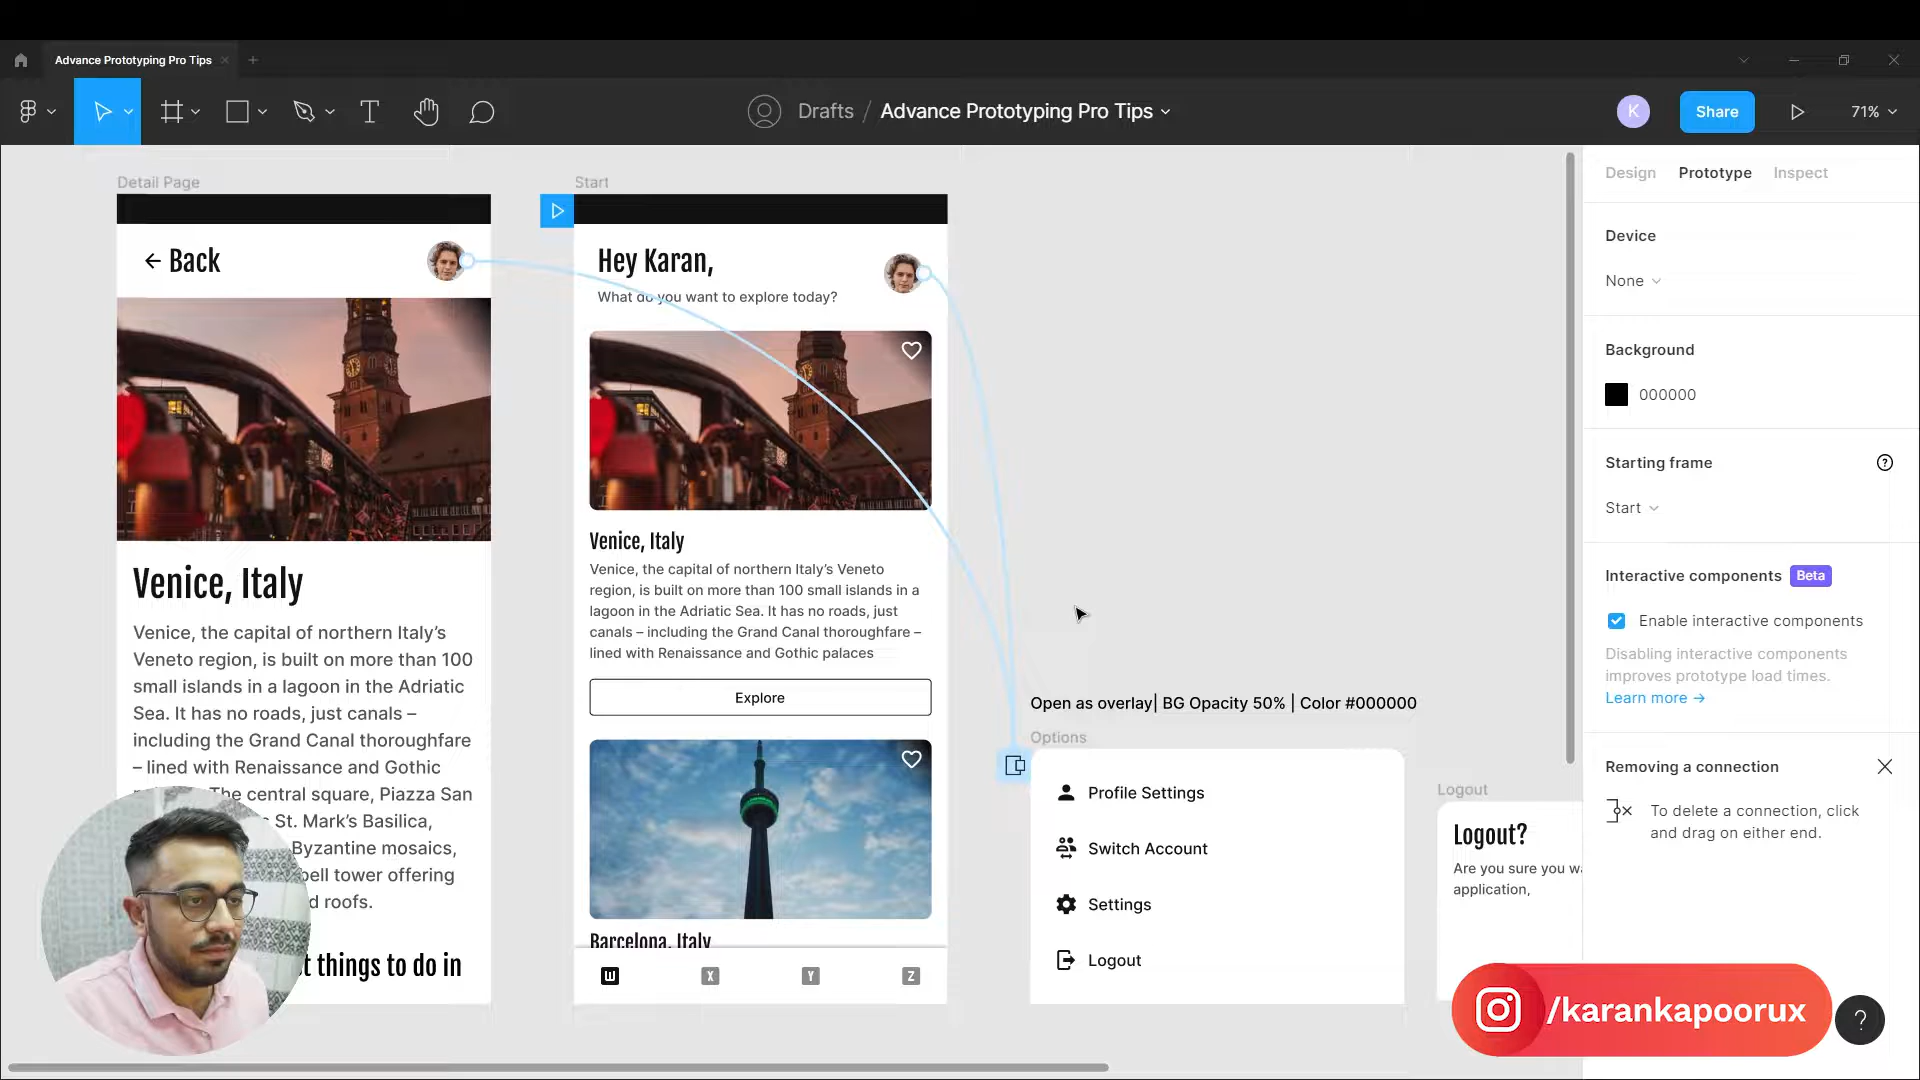 Advance Prototyping Pro Tips
Drafts / Advance Prototyping Pro Tips
K
Share
71%
Design Prototype Inspect
Device
None
Background
000000
Starting frame
Start
Interactive components Beta
Enable interactive components
Disabling interactive components
improves prototype load times.
Learn more →
Removing a connection
To delete a connection, click
and drag on either end.
Detail Page
← Back
Venice, Italy
Venice, the capital of northern Italy’s
Veneto region, is built on more than 100
small islands in a lagoon in the Adriatic
Sea. It has no roads, just canals –
including the Grand Canal thoroughfare
– lined with Renaissance and Gothic
The central square, Piazza San
St. Mark’s Basilica,
Byzantine mosaics,
bell tower offering
roofs.
things to do in
Start
Hey Karan,
What do you want to explore today?
Venice, Italy
Venice, the capital of northern Italy’s Veneto
region, is built on more than 100 small islands in a
lagoon in the Adriatic Sea. It has no roads, just
canals – including the Grand Canal thoroughfare –
lined with Renaissance and Gothic palaces
Explore
Barcelona, Italy
W X Y Z
Open as overlay| BG Opacity 50% | Color #000000
Options
Profile Settings
Switch Account
Settings
Logout
Logout
Logout?
Are you sure you
application,
/karankapoorux
?